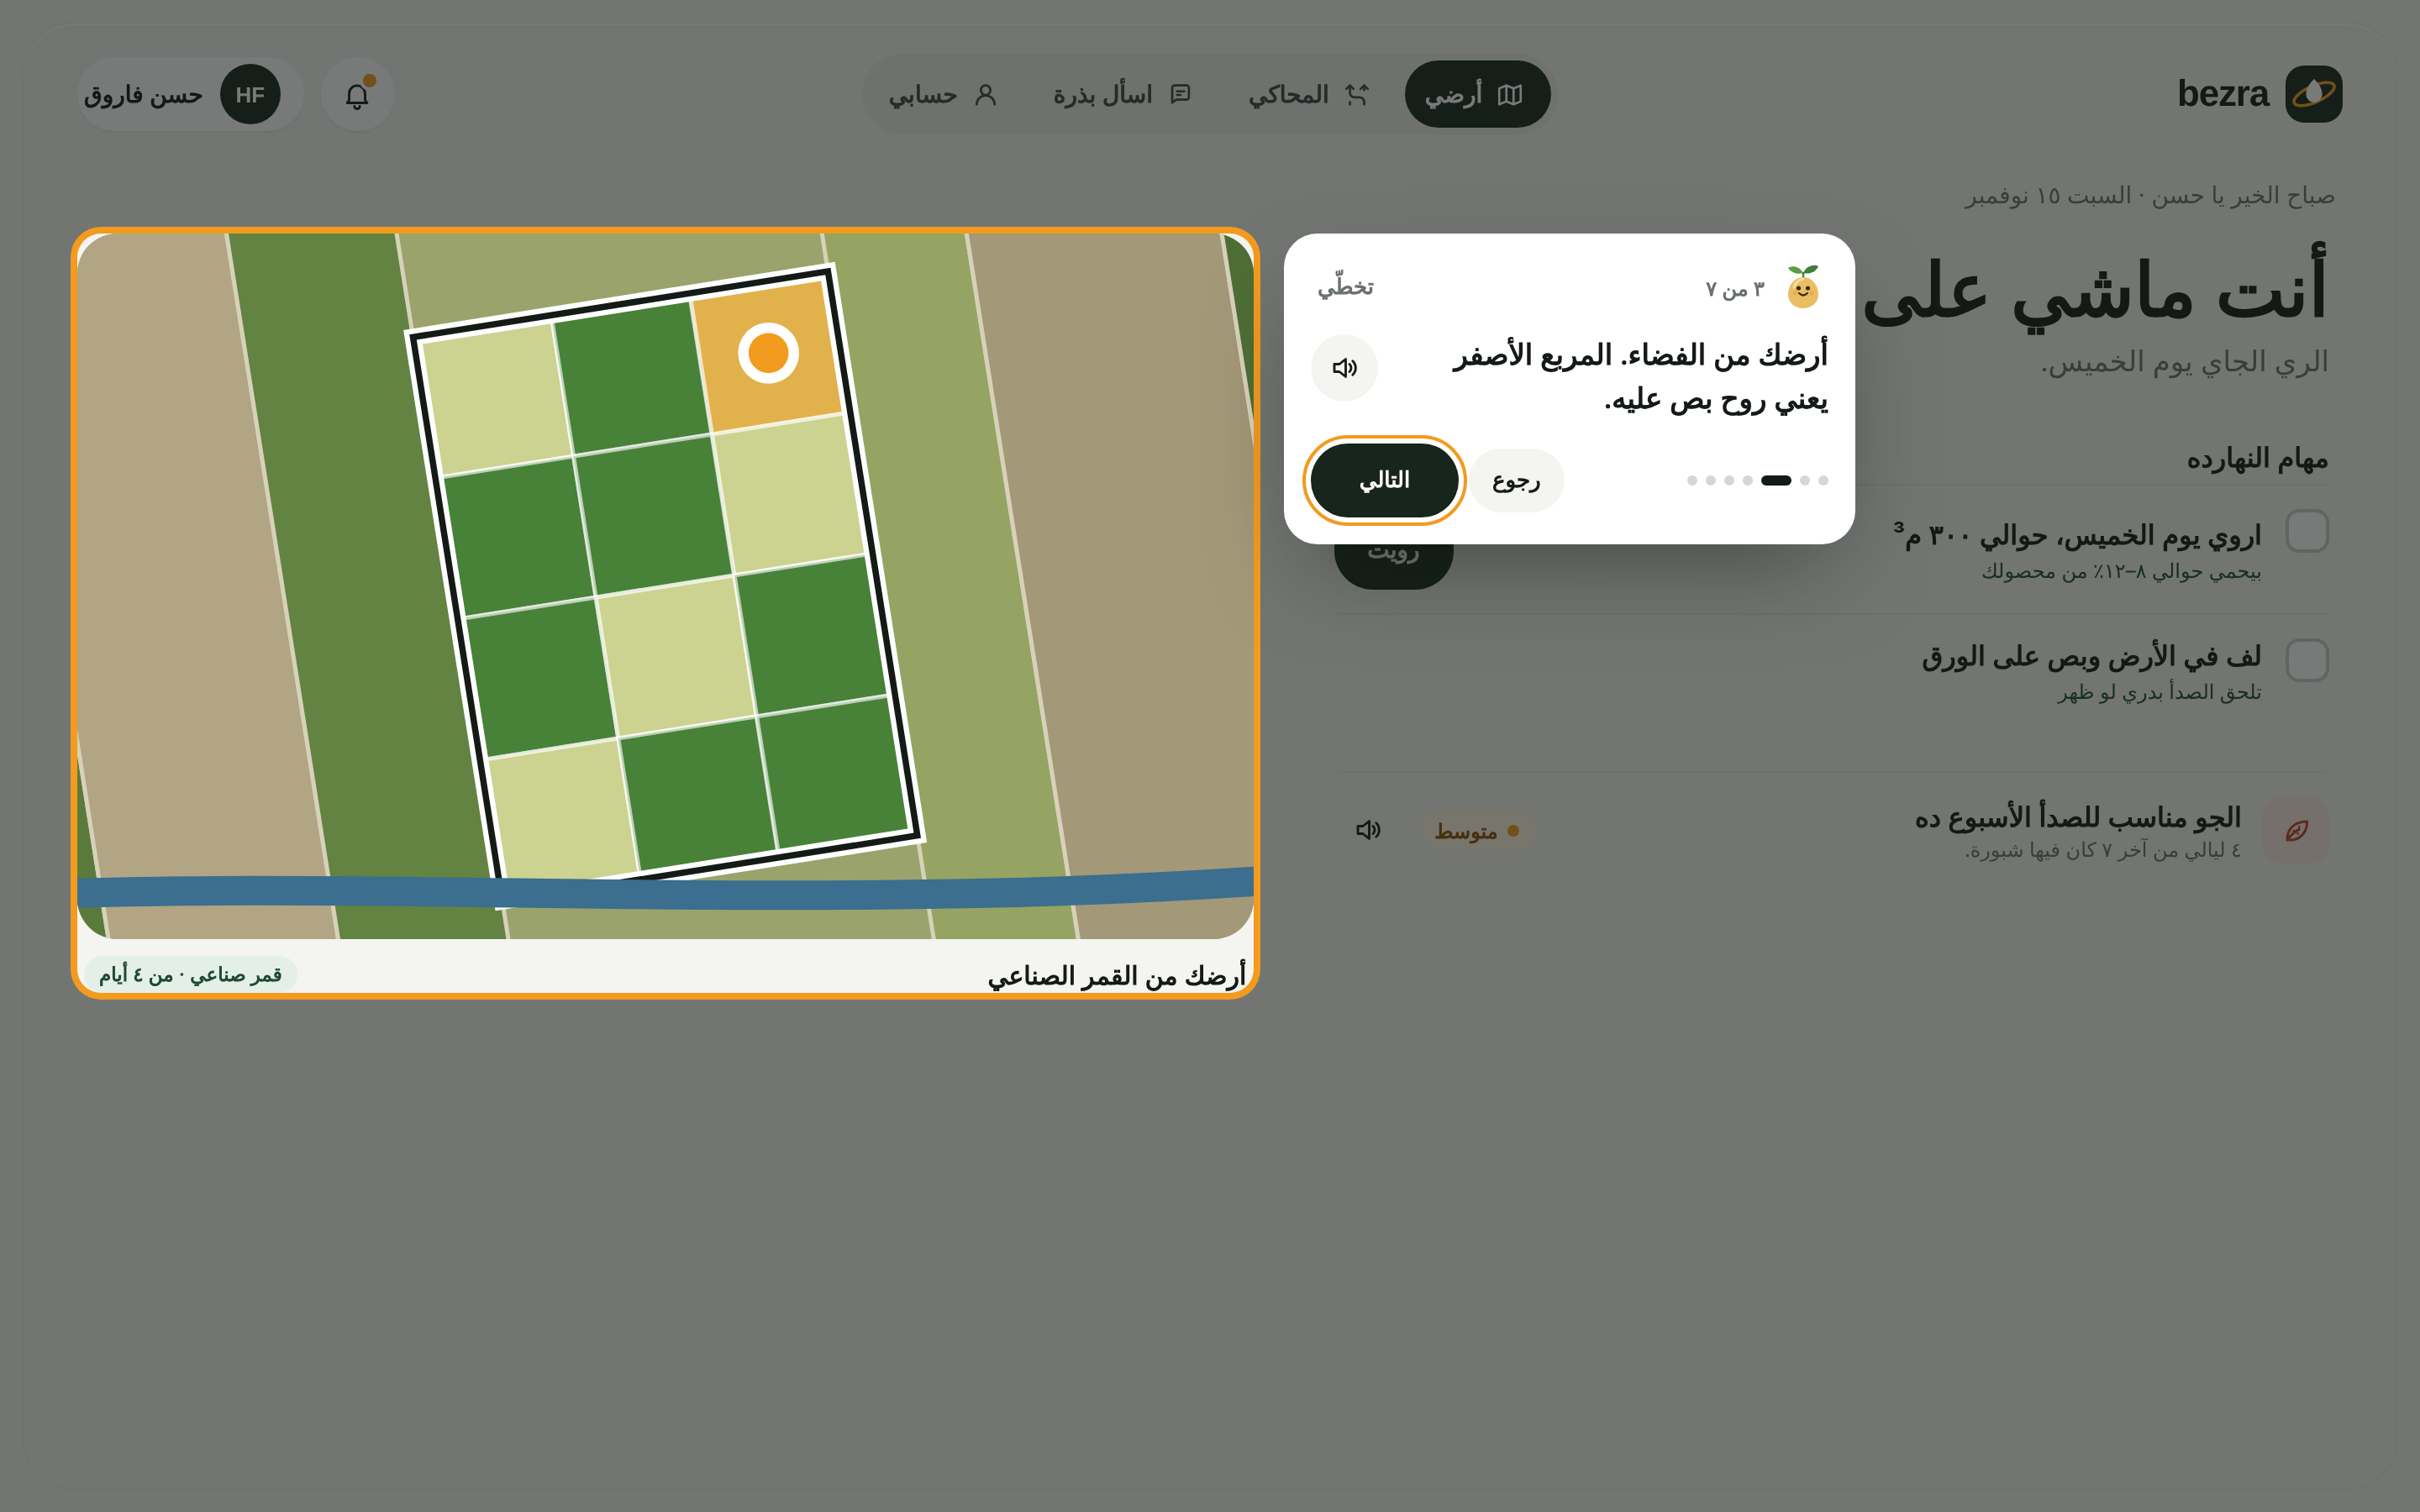 bezra
أرضي
المحاكي
اسأل بذرة
حسابي
HF
حسن فاروق
صباح الخير يا حسن · السبت ١٥ نوفمبر
أنت ماشي على
الري الجاي يوم الخميس.
٣ من ٧
تخطّي
أرضك من الفضاء. المربع الأصفر
يعني روح بص عليه.
رجوع
التالي
مهام النهارده
اروي يوم الخميس، حوالي ٣٠٠ م³
بيحمي حوالي ٨–١٢٪ من محصولك
رويت
لف في الأرض وبص على الورق
تلحق الصدأ بدري لو ظهر
الجو مناسب للصدأ الأسبوع ده
٤ ليالي من آخر ٧ كان فيها شبورة.
متوسط
أرضك من القمر الصناعي
قمر صناعي · من ٤ أيام